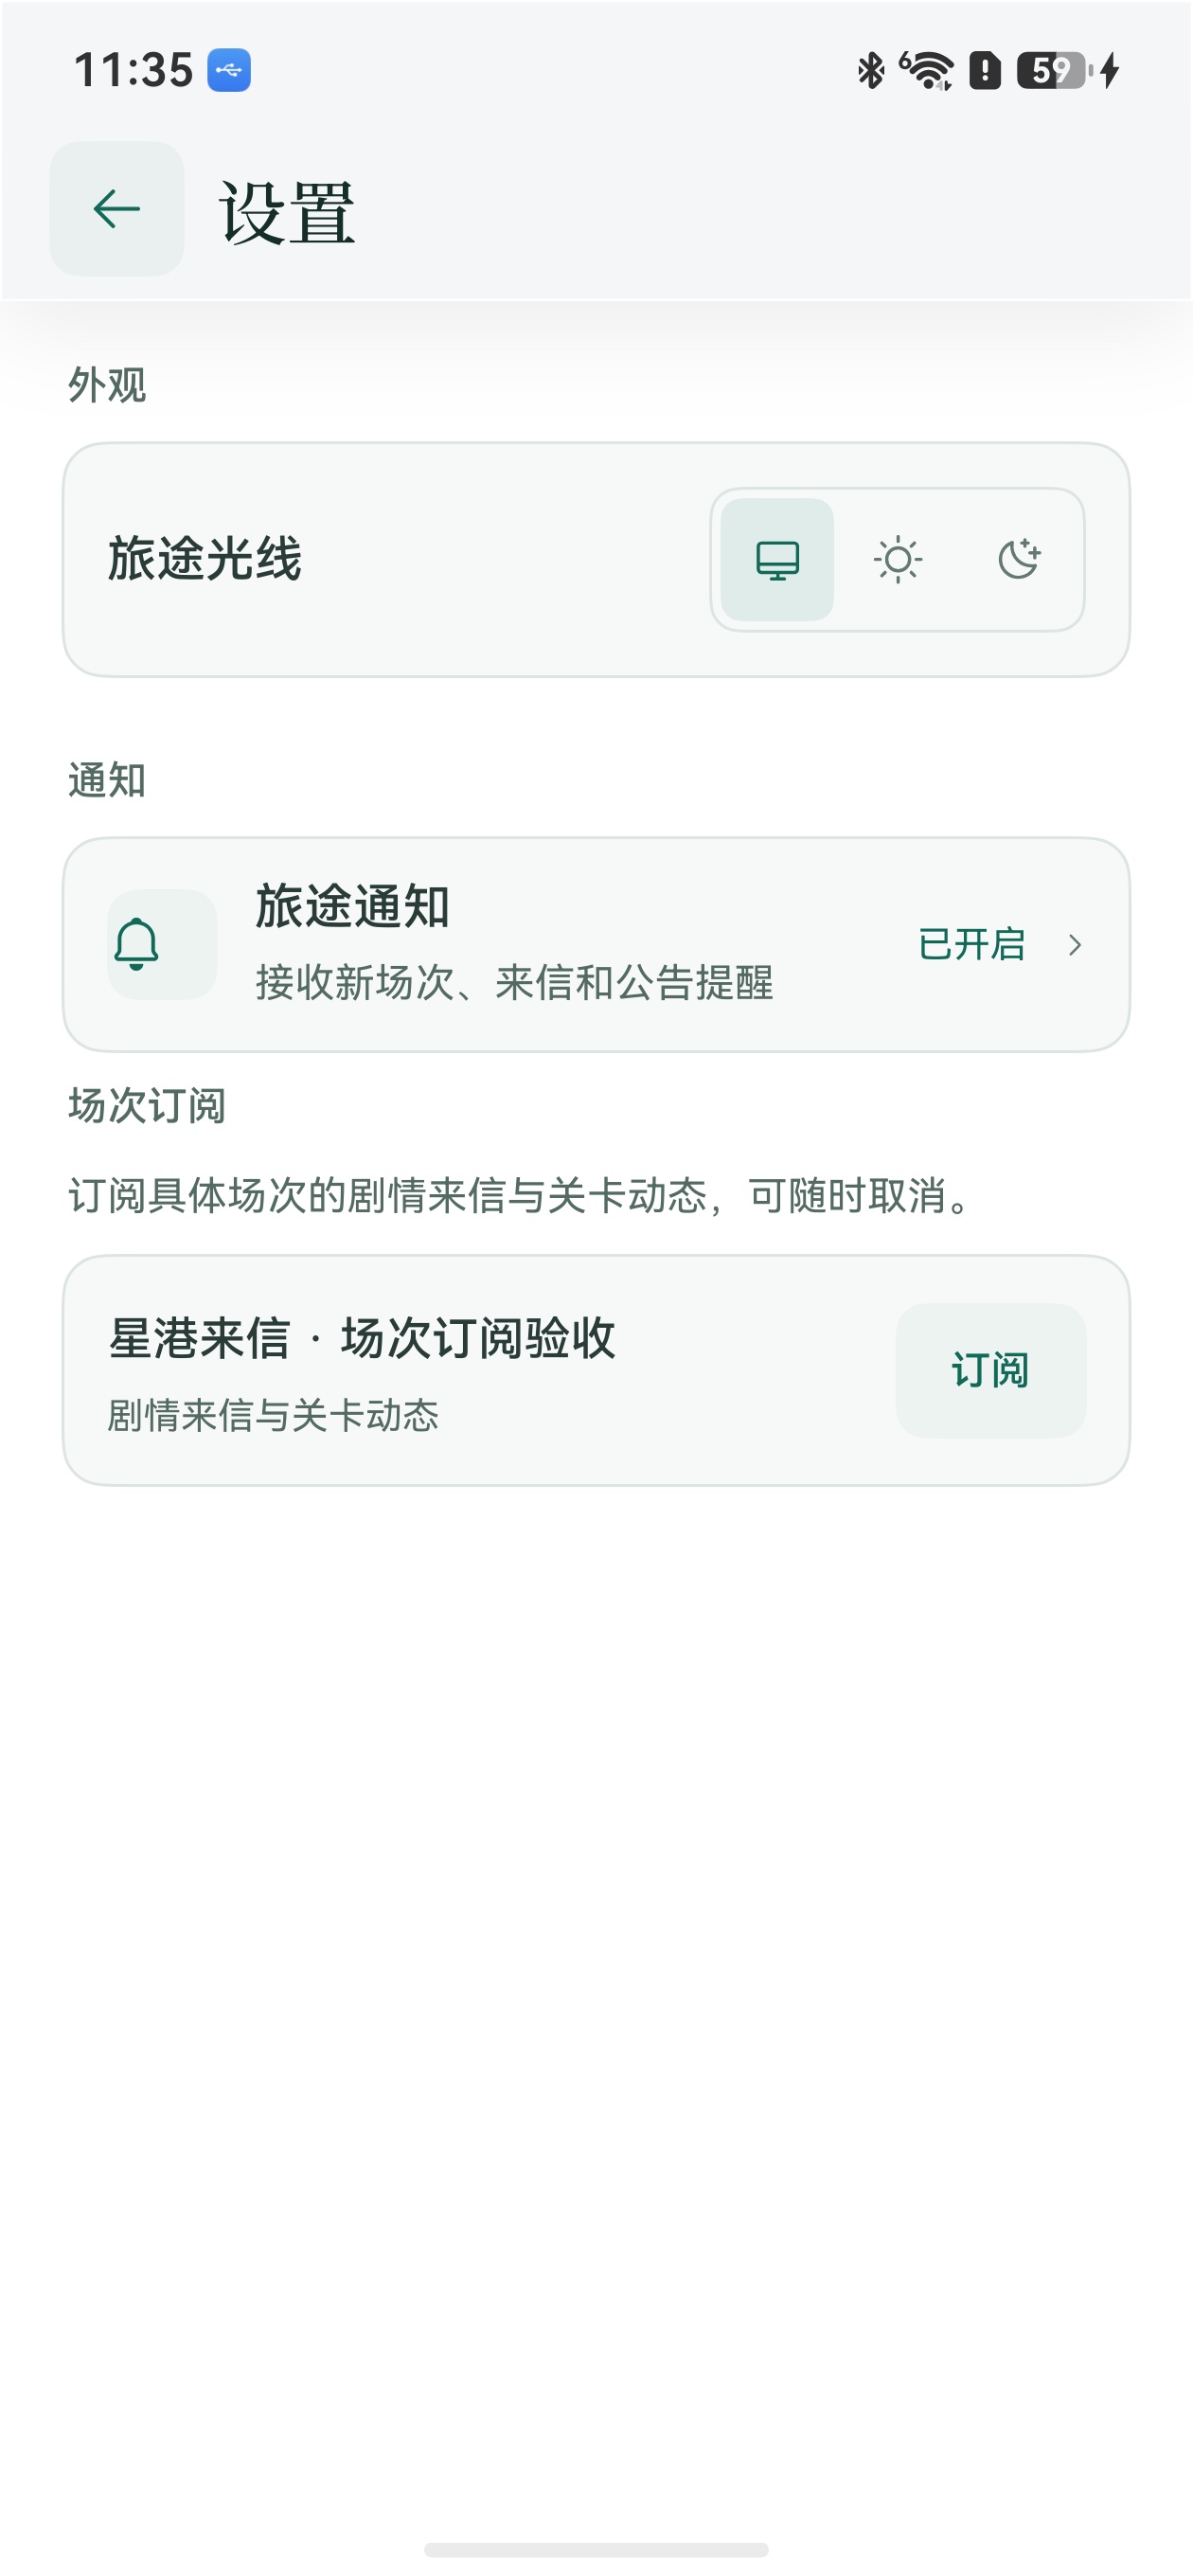 11:35
6
59
设置
外观
旅途光线
通知
旅途通知
接收新场次、来信和公告提醒
已开启
场次订阅
订阅具体场次的剧情来信与关卡动态，可随时取消。
星港来信 · 场次订阅验收
剧情来信与关卡动态
订阅